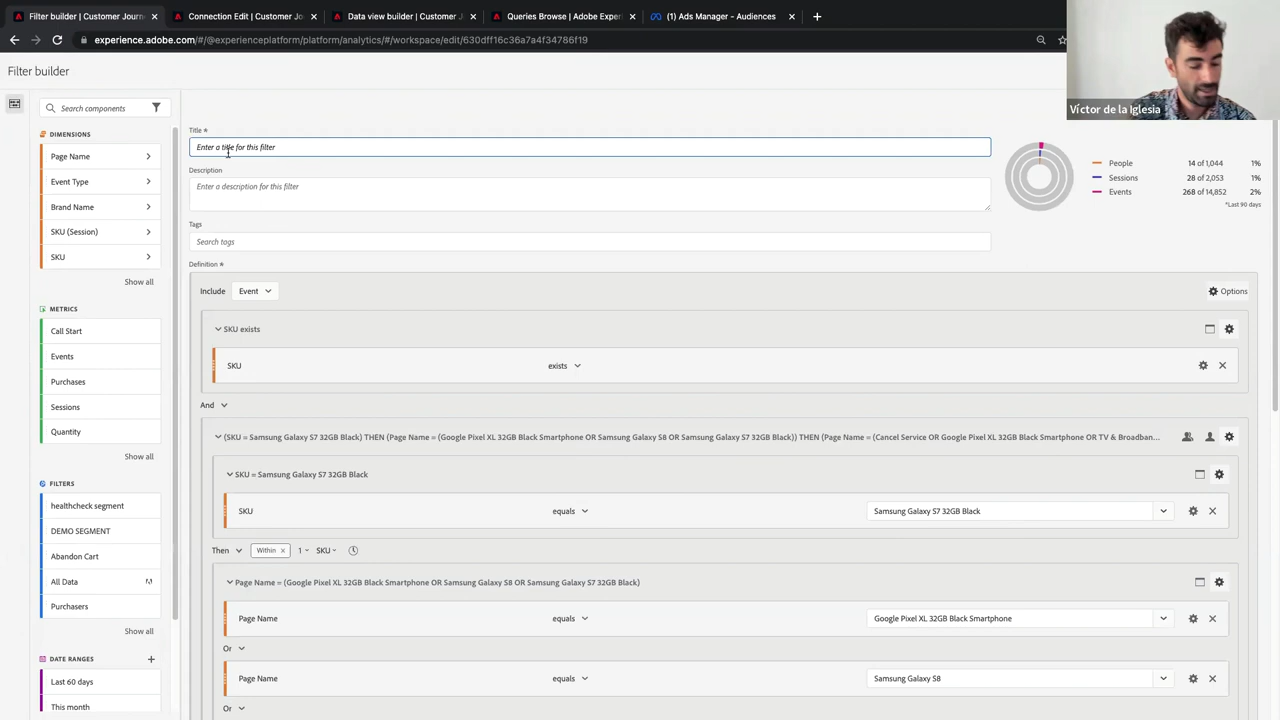 Filter builder | Customer Journ
Connection Edit | Customer Jo
Data view builder | Customer J
Queries Browse | Adobe Exper
Ads Manager - Audiences
experience.adobe.com/#/@experienceplatform/platform/analytics/#/workspace/edit/630dff16c36a7a4f34786f19
Víctor de la Iglesia
Filter builder
Search components
DIMENSIONS
Page Name
Event Type
Brand Name
SKU (Session)
SKU
Show all
METRICS
Call Start
Events
Purchases
Sessions
Quantity
Show all
FILTERS
healthcheck segment
DEMO SEGMENT
Abandon Cart
All Data
Purchasers
Show all
DATE RANGES
Last 60 days
This month
Title *
Enter a title for this filter
Description
Enter a description for this filter
Tags
Search tags
People 14 of 1,044 1%
Sessions 28 of 2,053 1%
Events 268 of 14,852 2%
*Last 90 days
Definition *
Include Event
Options
SKU exists
SKU exists
And
(SKU = Samsung Galaxy S7 32GB Black) THEN (Page Name = (Google Pixel XL 32GB Black Smartphone OR Samsung Galaxy S8 OR Samsung Galaxy S7 32GB Black)) THEN (Page Name = (Cancel Service OR Google Pixel XL 32GB Black Smartphone OR TV & Broadban...
SKU = Samsung Galaxy S7 32GB Black
SKU equals Samsung Galaxy S7 32GB Black
Then Within 1 SKU
Page Name = (Google Pixel XL 32GB Black Smartphone OR Samsung Galaxy S8 OR Samsung Galaxy S7 32GB Black)
Page Name equals Google Pixel XL 32GB Black Smartphone
Or
Page Name equals Samsung Galaxy S8
Or